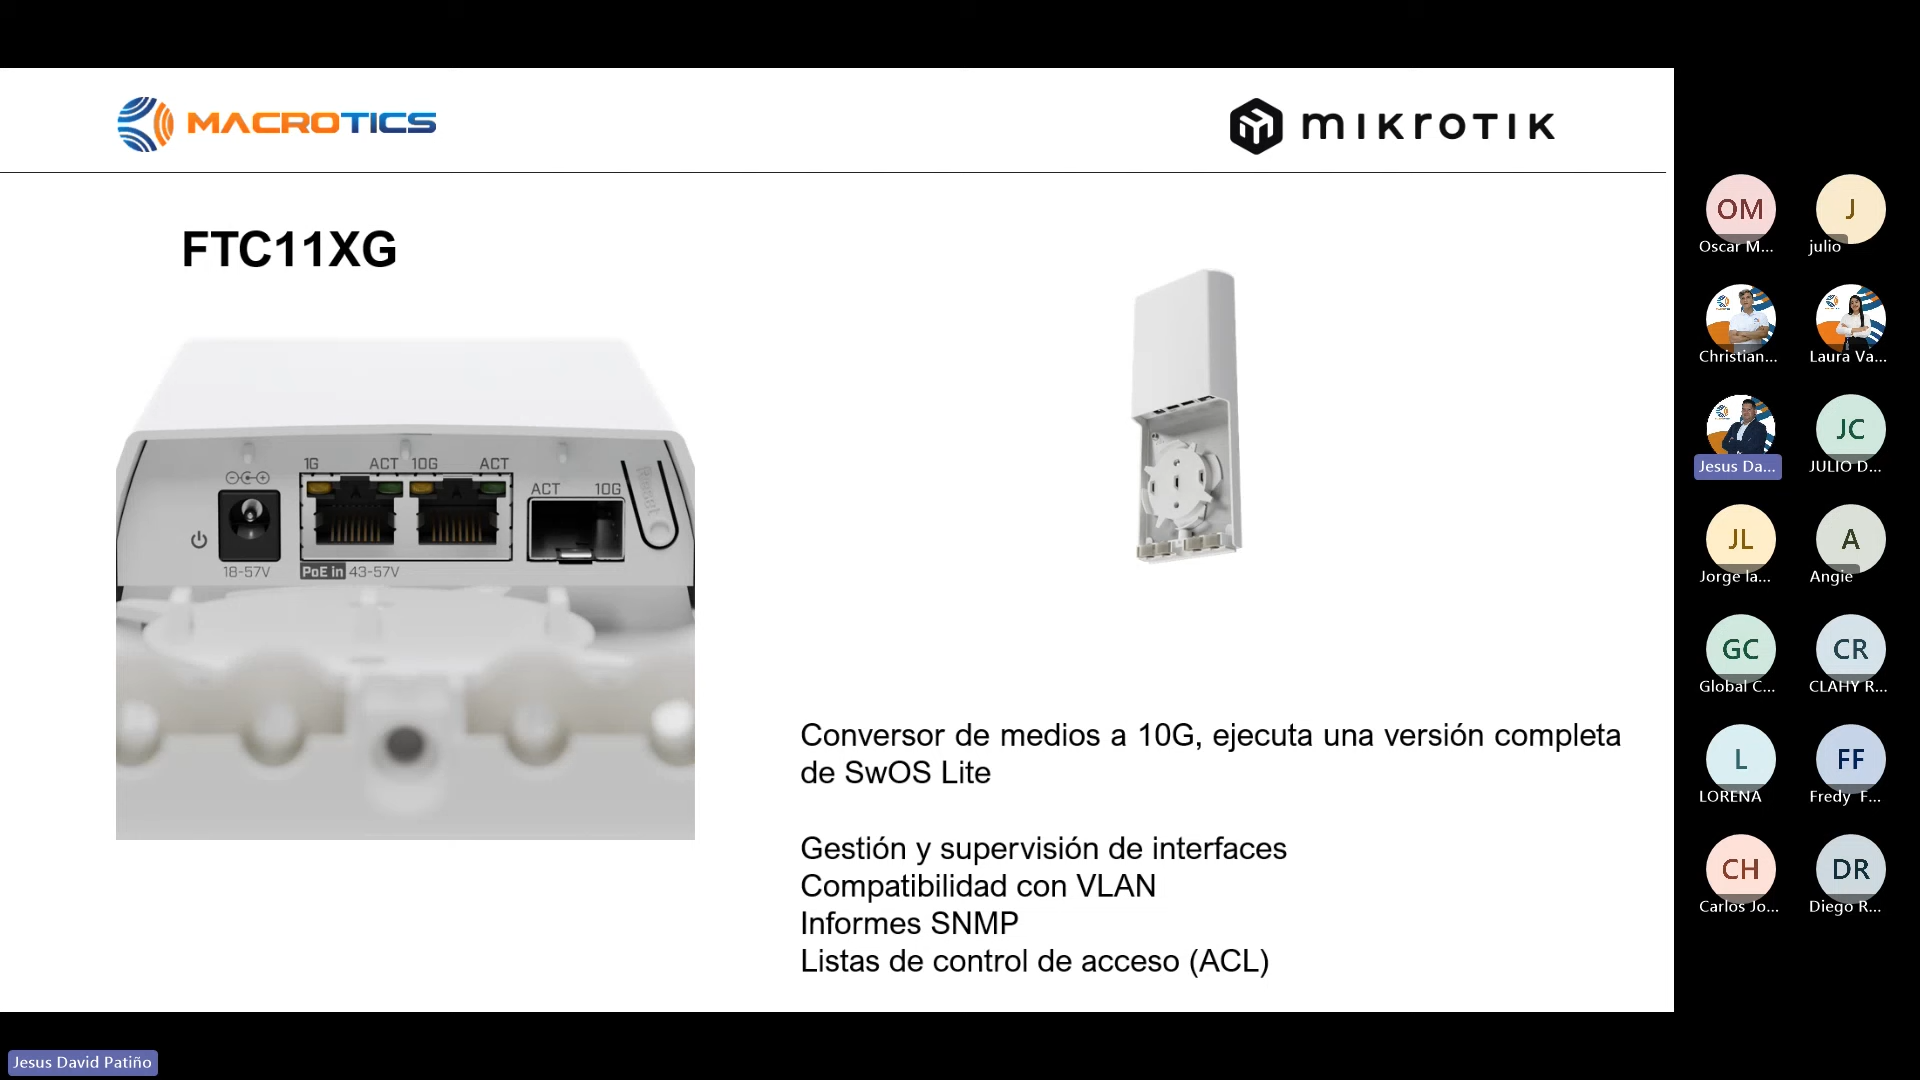 MACROTICS
mikrotik
FTC11XG
1G ACT 10G ACT
ACT 10G
Reset
18-57V
PoE in 43-57V
Conversor de medios a 10G, ejecuta una versión completa
de SwOS Lite
Gestión y supervisión de interfaces
Compatibilidad con VLAN
Informes SNMP
Listas de control de acceso (ACL)
OM
J
Oscar M...
julio
Christian...
Laura Va...
JC
Jesus Da...
JULIO D...
JL
A
Jorge la...
Angie
GC
CR
Global C...
CLAHY R...
L
FF
LORENA
Fredy F...
CH
DR
Carlos Jo...
Diego R...
Jesus David Patiño